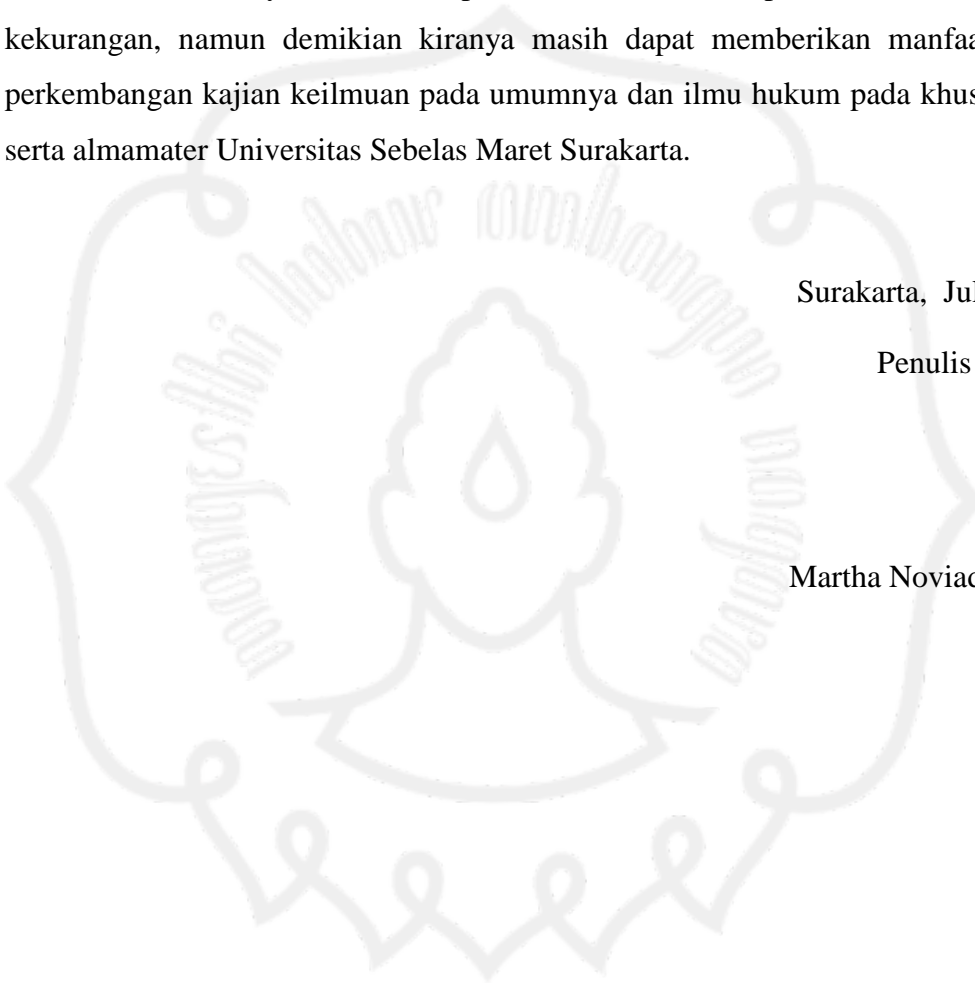 kekurangan, namun demikian kiranya masih dapat memberikan manfaa
perkembangan kajian keilmuan pada umumnya dan ilmu hukum pada khus
serta almamater Universitas Sebelas Maret Surakarta.
Surakarta, Jul
Penulis
Martha Noviad